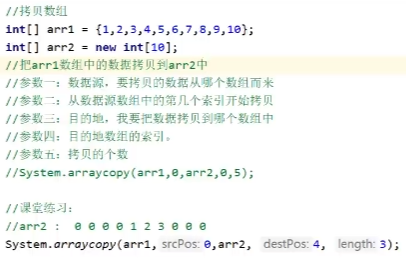 //拷贝数组
int[] arr1 = {1,2,3,4,5,6,7,8,9,10};
int[] arr2 = new int[10];
//把arr1数组中的数据拷贝到arr2中
//参数一：数据源，要拷贝的数据从哪个数组而来
//参数二：从数据源数组中的第几个索引开始拷贝
//参数三：目的地，我要把数据拷贝到哪个数组中
//参数四：目的地数组的索引。
//参数五：拷贝的个数
//System.arraycopy(arr1,0,arr2,0,5);
//课堂练习：
//arr2 : 0 0 0 0 1 2 3 0 0 0
System.arraycopy(arr1, srcPos: 0,arr2, destPos: 4, length: 3);